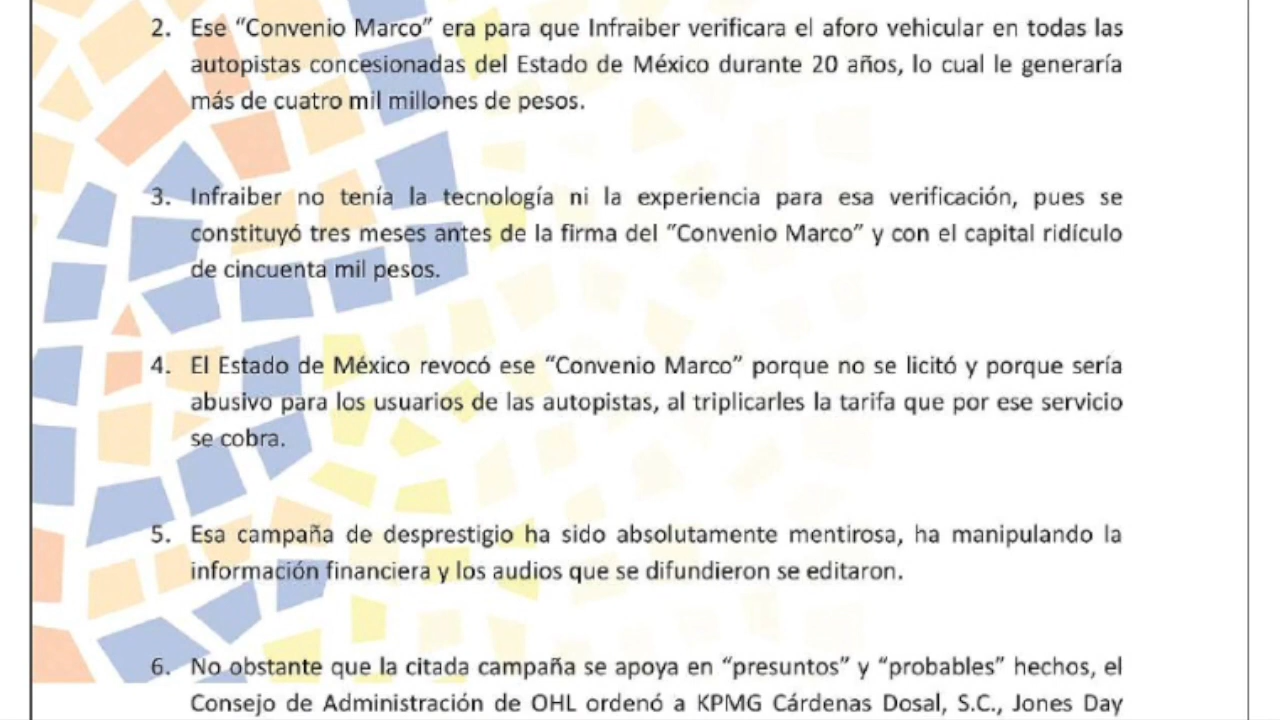 2. Ese “Convenio Marco” era para que Infraiber verificara el aforo vehicular en todas las
autopistas concesionadas del Estado de México durante 20 años, lo cual le generaría
más de cuatro mil millones de pesos.
3. Infraiber no tenía la tecnología ni la experiencia para esa verificación, pues se
constituyó tres meses antes de la firma del “Convenio Marco” y con el capital ridículo
de cincuenta mil pesos.
4. El Estado de México revocó ese “Convenio Marco” porque no se licitó y porque sería
abusivo para los usuarios de las autopistas, al triplicarles la tarifa que por ese servicio
se cobra.
5. Esa campaña de desprestigio ha sido absolutamente mentirosa, ha manipulando la
información financiera y los audios que se difundieron se editaron.
6. No obstante que la citada campaña se apoya en “presuntos” y “probables” hechos, el
Consejo de Administración de OHL ordenó a KPMG Cárdenas Dosal, S.C., Jones Day